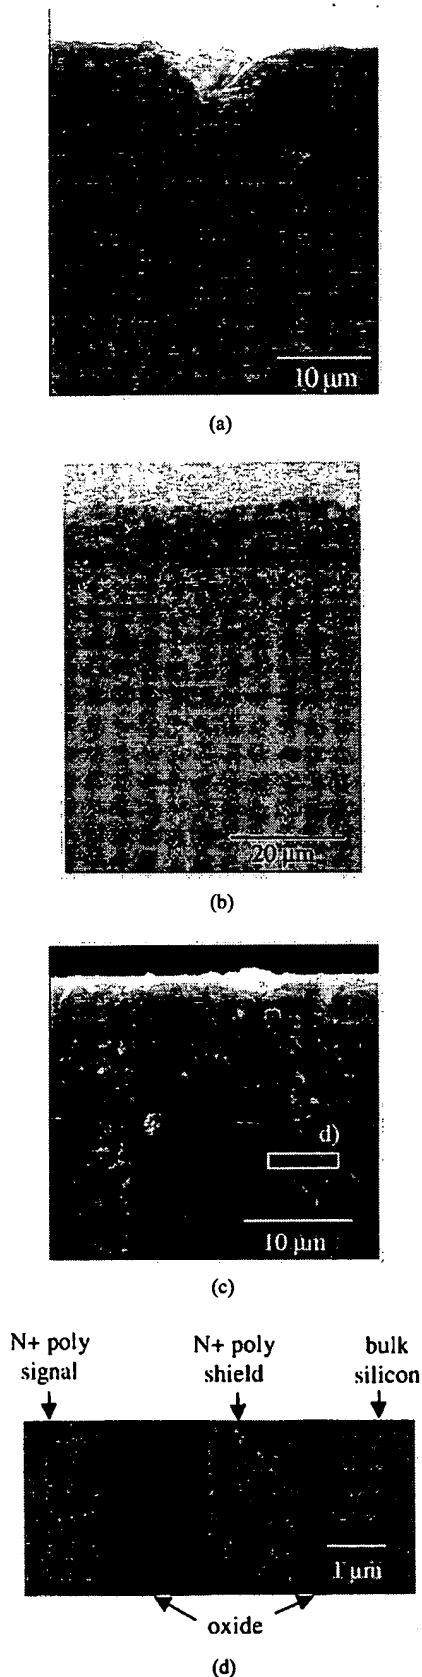 10 µm
(a)
20 µm
(b)
d)
10 µm
(c)
N+ poly
signal
N+ poly
shield
bulk
silicon
1 µm
oxide
(d)